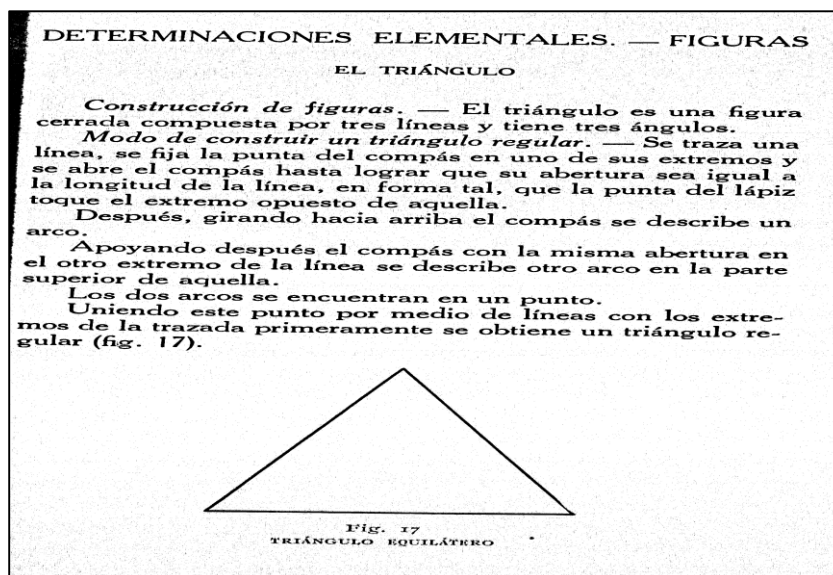 DETERMINACIONES ELEMENTALES. — FIGURAS
EL TRIÁNGULO
Construcción de figuras. — El triángulo es una figura
cerrada compuesta por tres líneas y tiene tres ángulos.
Modo de construir un triángulo regular. — Se traza una
línea, se fija la punta del compás en uno de sus extremos y
se abre el compás hasta lograr que su abertura sea igual a
la longitud de la línea, en forma tal, que la punta del lápiz
toque el extremo opuesto de aquella.
Después, girando hacia arriba el compás se describe un
arco.
Apoyando después el compás con la misma abertura en
el otro extremo de la línea se describe otro arco en la parte
superior de aquella.
Los dos arcos se encuentran en un punto.
Uniendo este punto por medio de líneas con los extre-
mos de la trazada primeramente se obtiene un triángulo re-
gular (fig. 17).
Fig. 17
TRIÁNGULO EQUILÁTERO